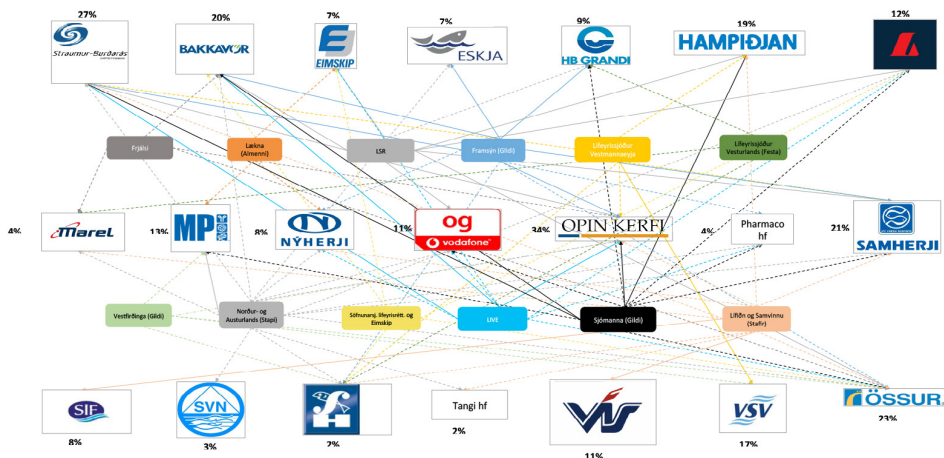 27%
20%
7%
7%
9%
19%
12%
Straumur-Burðarás
BAKKAVÖR
EIMSKIP
ESKJA
HB GRANDI
HAMPIÐJAN
Frjálsi
Lækna
(Almenni)
LSR
Framsýn (Gildi)
Lífeyrissjóður
Vestmannaeyja
Lífeyrissjóður
Vesturlands (Festa)
4%
Marel
13%
MP
8%
NÝHERJI
11%
og
vodafone
34%
OPIN KERFI
4%
Pharmaco
hf
21%
SAMHERJI
Vestfirðinga (Gildi)
Norður- og
Austurlands (Stapi)
Söfnunanj. lífeyrisrétt. og
Eimskip
LIVE
Sjómanna (Gildi)
Lífiðn og Samvinnu
(Stafir)
SIF
SVN
Tangi hf
VSV
ÖSSUR
8%
3%
2%
2%
11%
17%
23%